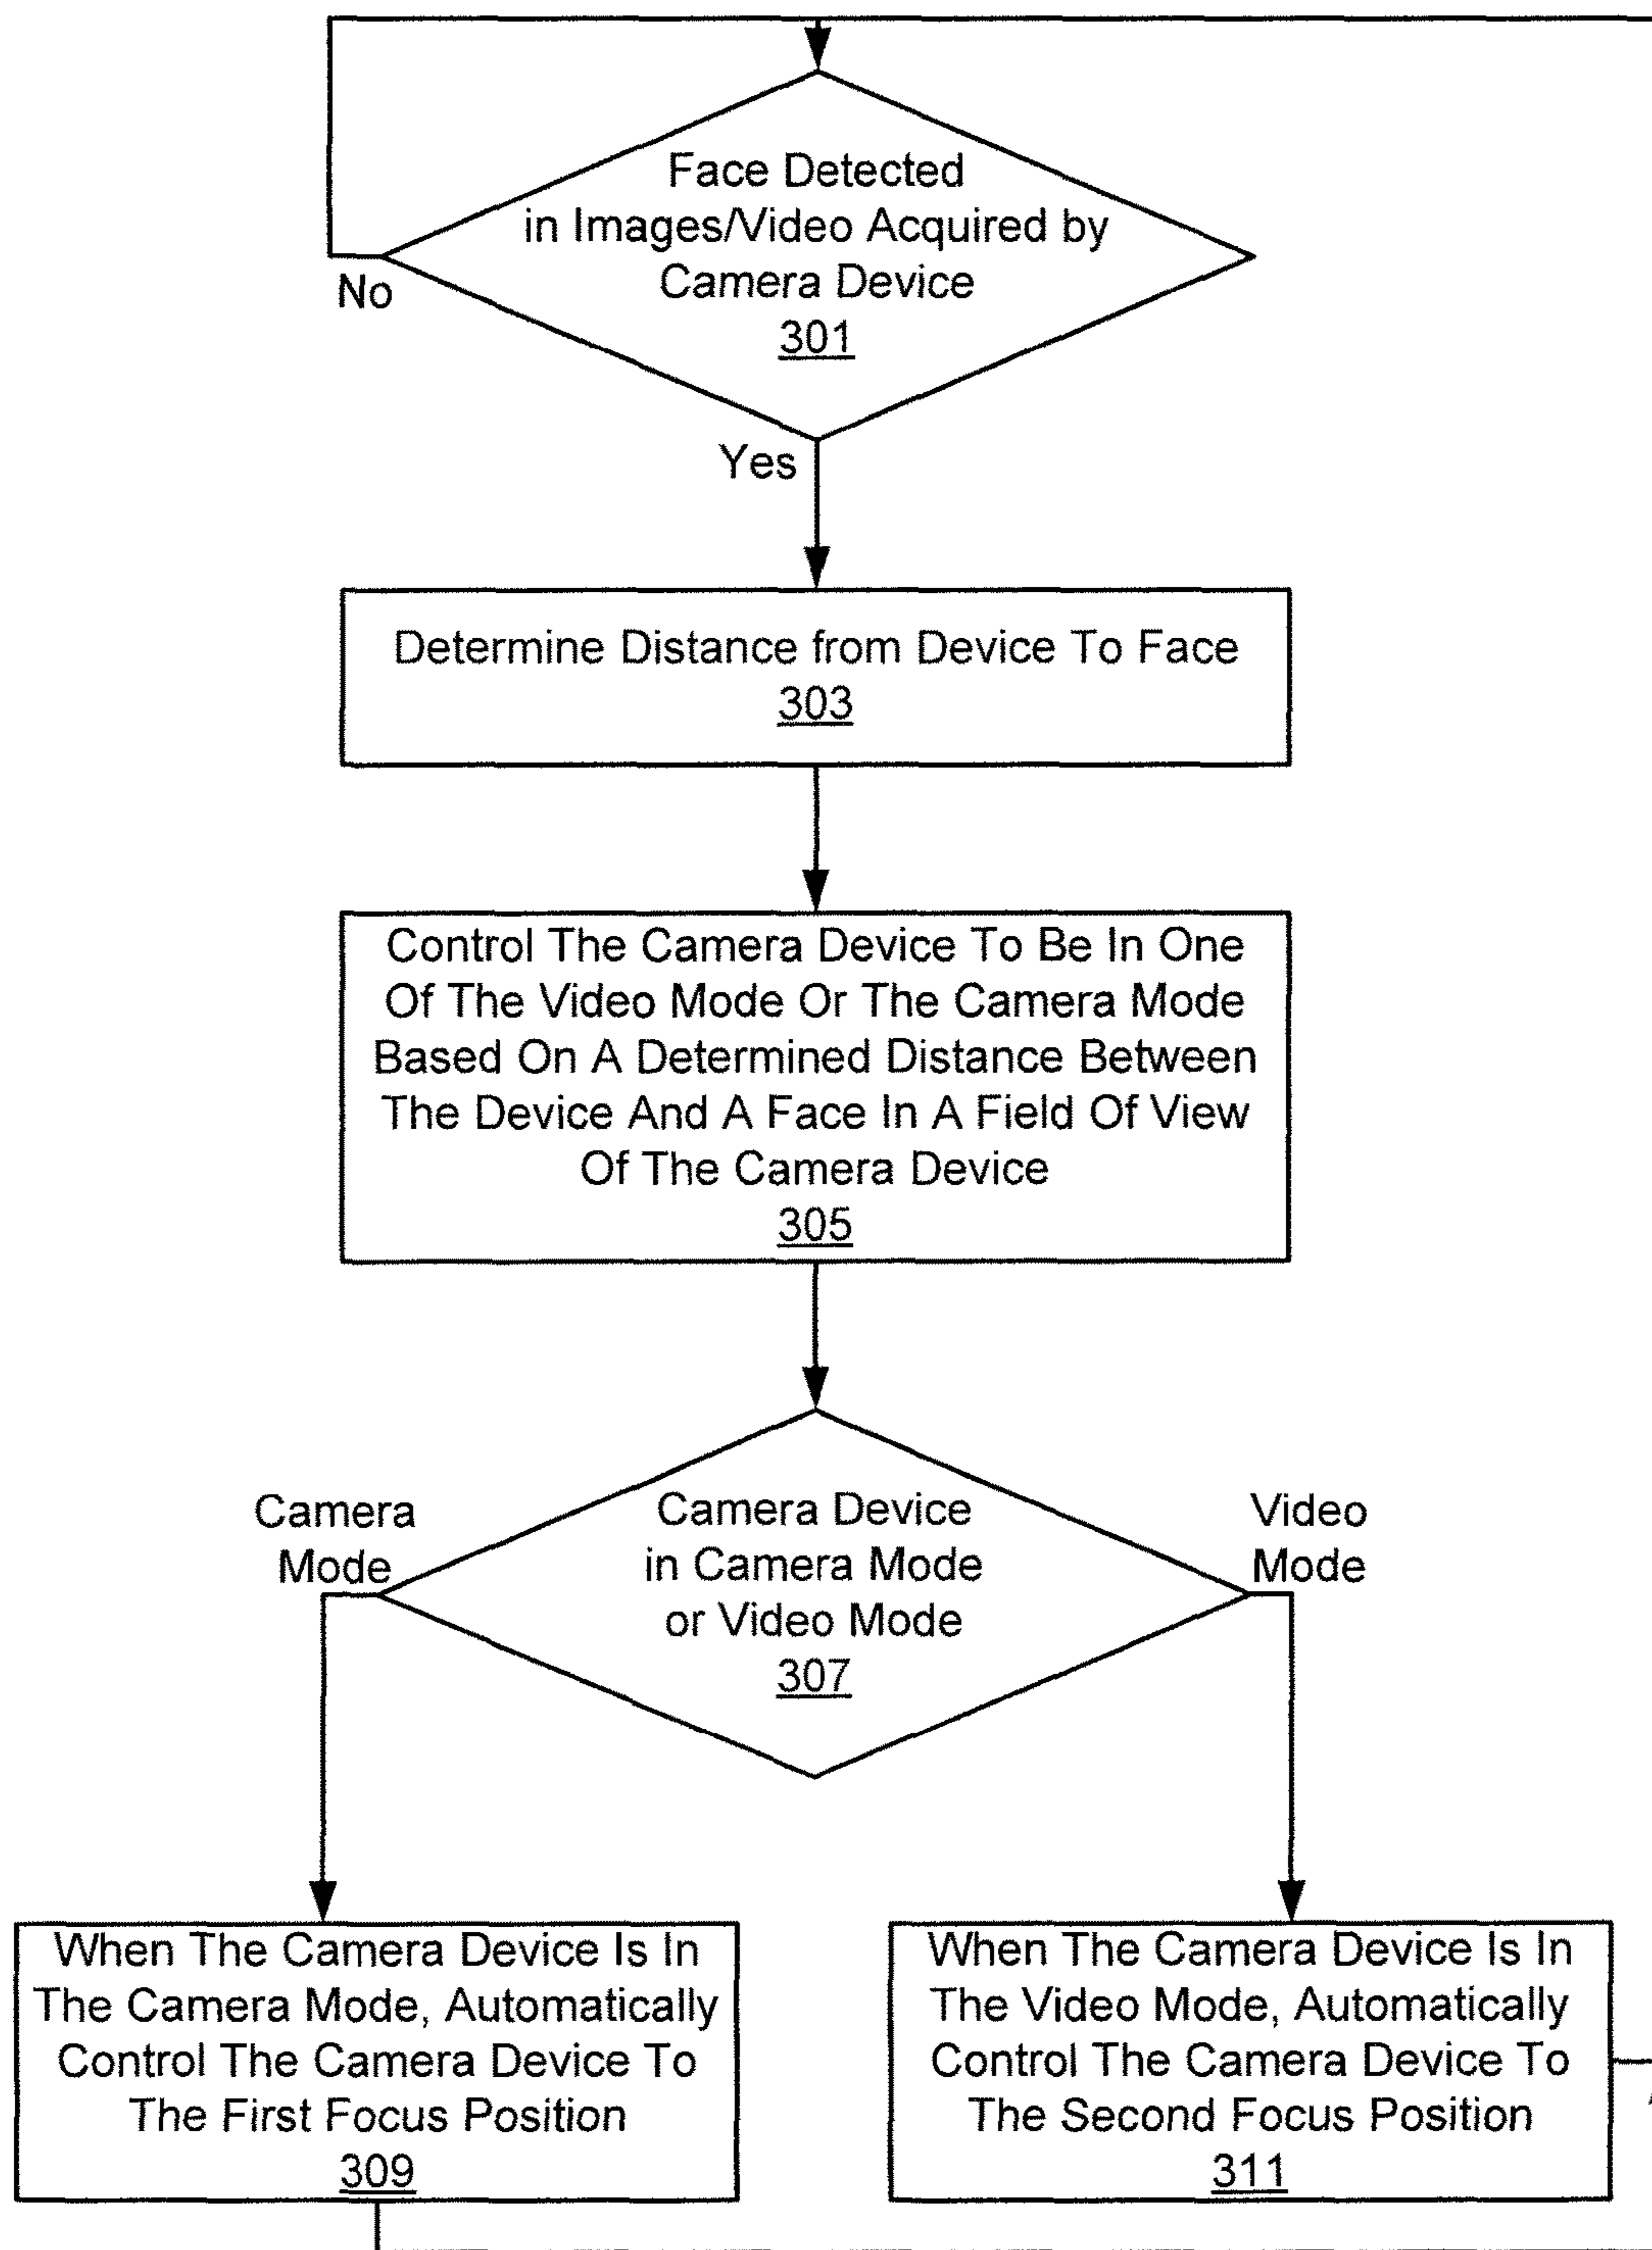 Face Detected
in Images/Video Acquired by
Camera Device
301
No
Yes
Determine Distance from Device To Face
303
Control The Camera Device To Be In One
Of The Video Mode Or The Camera Mode
Based On A Determined Distance Between
The Device And A Face In A Field Of View
Of The Camera Device
305
Camera
Mode
Camera Device
in Camera Mode
or Video Mode
307
Video
Mode
When The Camera Device Is In
The Camera Mode, Automatically
Control The Camera Device To
The First Focus Position
309
When The Camera Device Is In
The Video Mode, Automatically
Control The Camera Device To
The Second Focus Position
311